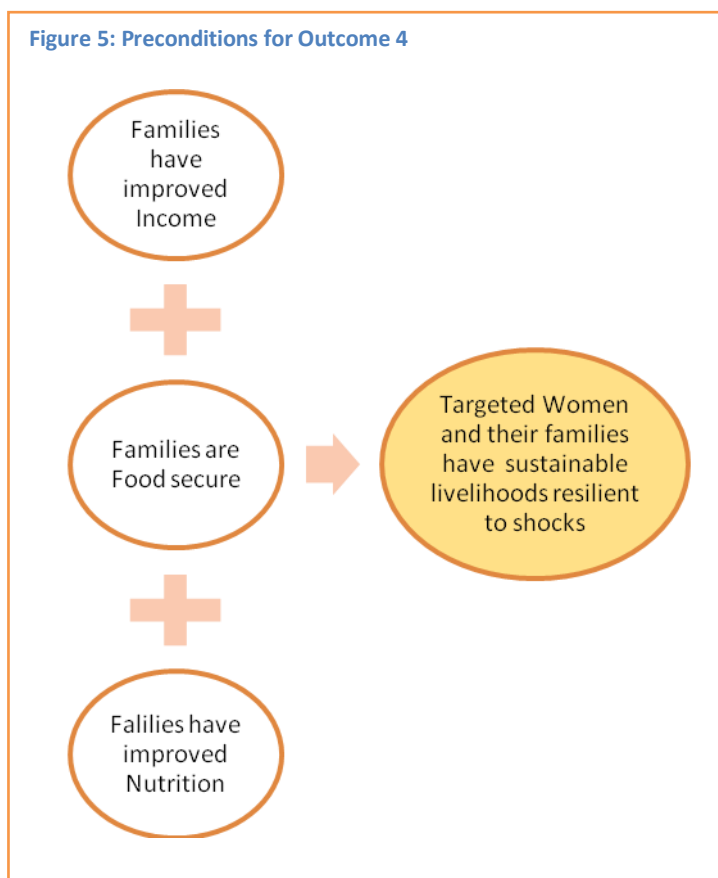 Figure 5: Preconditions for Outcome 4
Families
have
improved
Income
Families are
Food secure
Targeted Women
and their families
have sustainable
livelihoods resilient
to shocks
Falilies have
improved
Nutrition